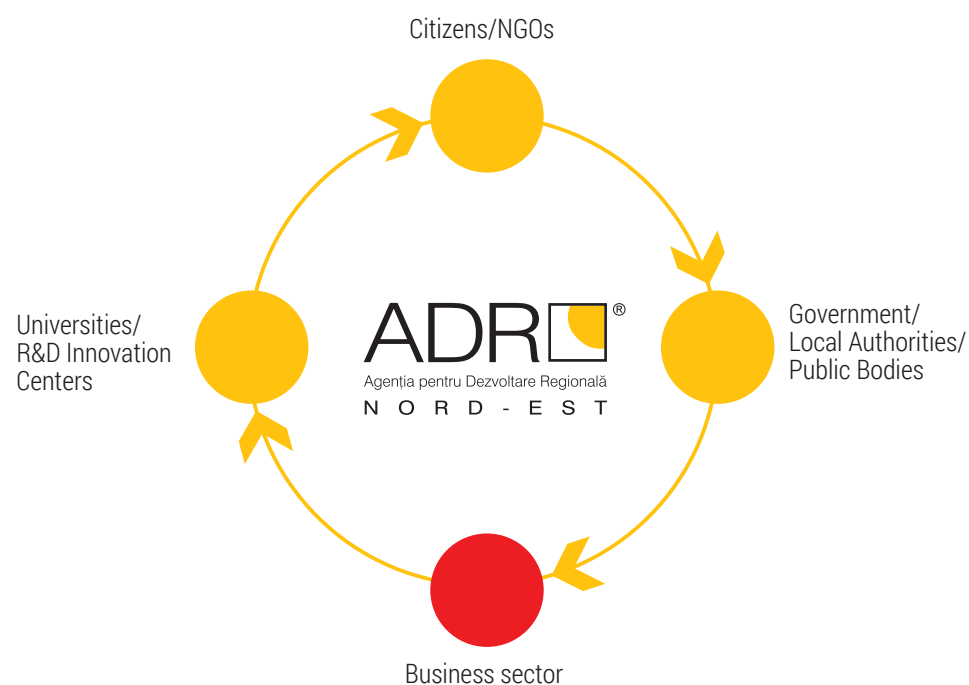 Citizens/NGOs
Universities/
R&D Innovation
Centers
ADR®
Agenția pentru Dezvoltare Regională
NORD-EST
Government/
Local Authorities/
Public Bodies
Business sector